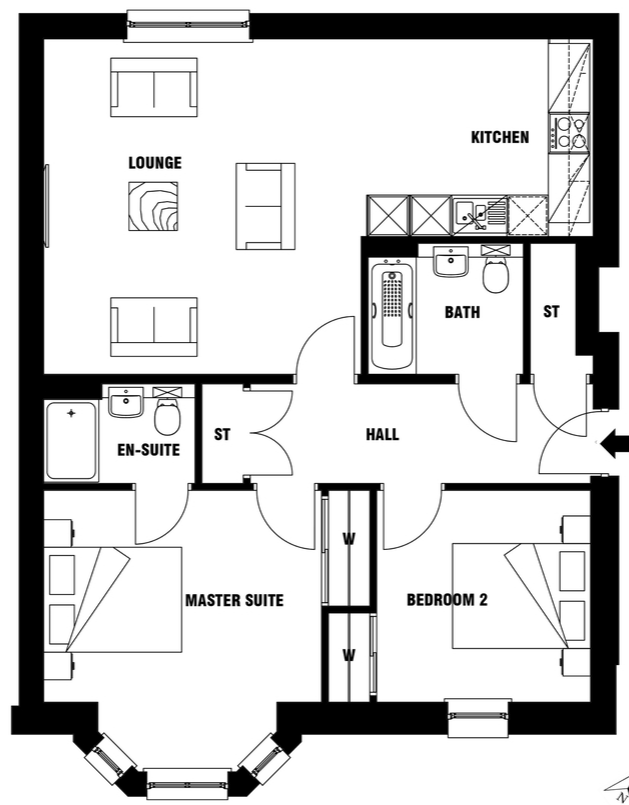 KITCHEN
LOUNGE
BATH
ST
ST
HALL
EN-SUITE
W
MASTER SUITE
BEDROOM 2
W
N